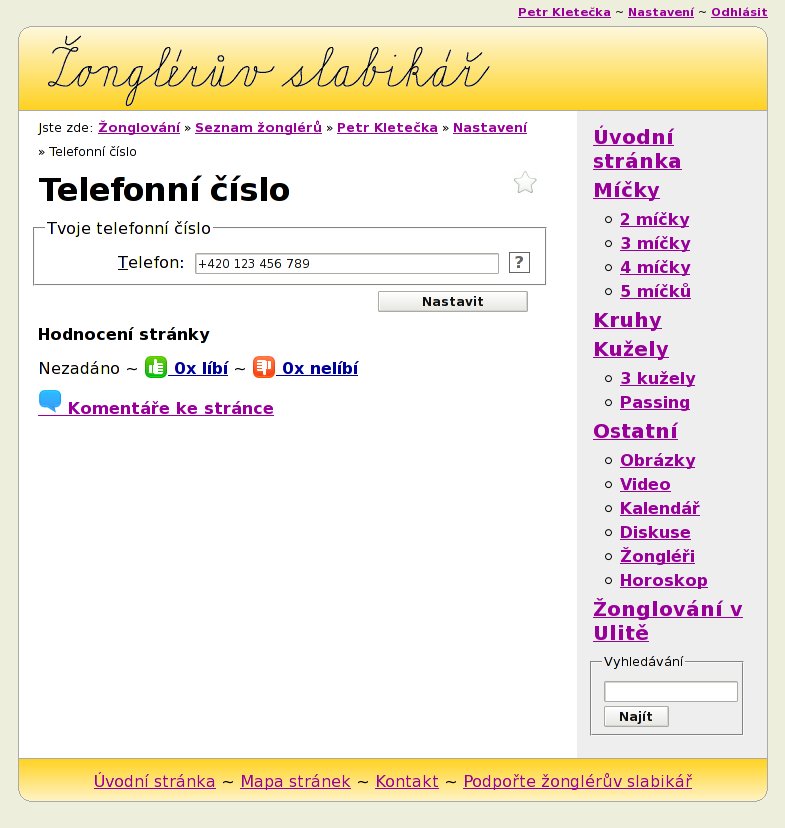 Petr Kletečka ~ Nastavení ~ Odhlásit
Žonglérův slabikář
Jste zde: Žonglování » Seznam žonglérů » Petr Kletečka » Nastavení
» Telefonní číslo
Telefonní číslo
Tvoje telefonní číslo
Telefon: +420 123 456 789 ?
Nastavit
Hodnocení stránky
Nezadáno ~ 0x líbí ~ 0x nelíbí
Komentáře ke stránce
Úvodní
stránka
Míčky
2 míčky
3 míčky
4 míčky
5 míčků
Kruhy
Kužely
3 kužely
Passing
Ostatní
Obrázky
Video
Kalendář
Diskuse
Žongléři
Horoskop
Žonglování v
Ulitě
Vyhledávání
Najít
Úvodní stránka ~ Mapa stránek ~ Kontakt ~ Podpořte žonglérův slabikář